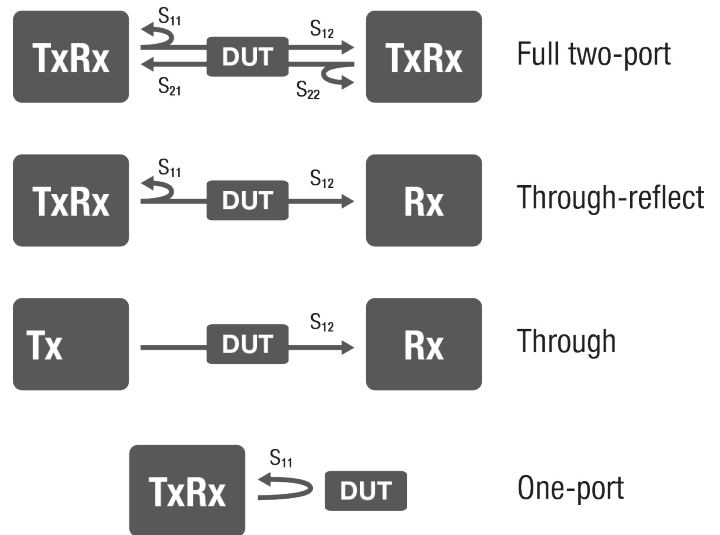 S₁₁ S₁₂
TxRx DUT TxRx Full two-port
S₂₁ S₂₂
S₁₁ S₁₂
TxRx DUT Rx Through-reflect
S₁₂
Tx DUT Rx Through
S₁₁
TxRx DUT One-port